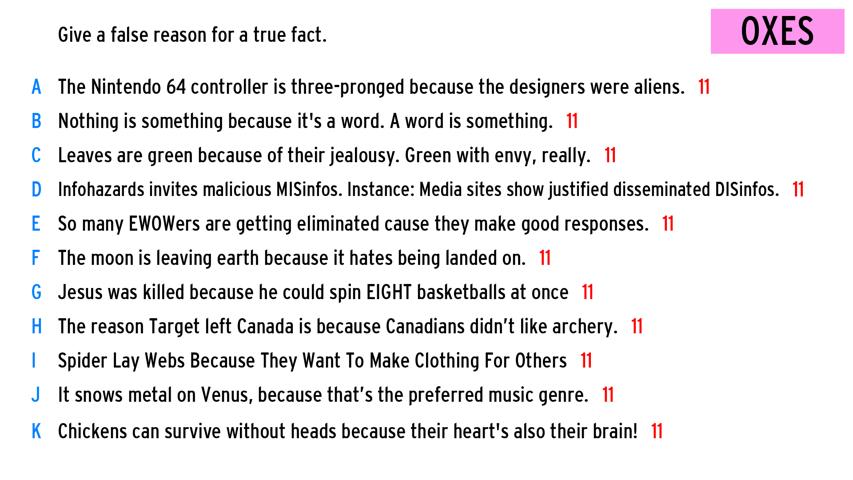 Give a false reason for a true fact.
OXES
A The Nintendo 64 controller is three-pronged because the designers were aliens. 11
B Nothing is something because it's a word. A word is something. 11
C Leaves are green because of their jealousy. Green with envy, really. 11
D Infohazards invites malicious MISinfos. Instance: Media sites show justified disseminated DISinfos. 11
E So many EWOWers are getting eliminated cause they make good responses. 11
F The moon is leaving earth because it hates being landed on. 11
G Jesus was killed because he could spin EIGHT basketballs at once 11
H The reason Target left Canada is because Canadians didn’t like archery. 11
I Spider Lay Webs Because They Want To Make Clothing For Others 11
J It snows metal on Venus, because that’s the preferred music genre. 11
K Chickens can survive without heads because their heart's also their brain! 11